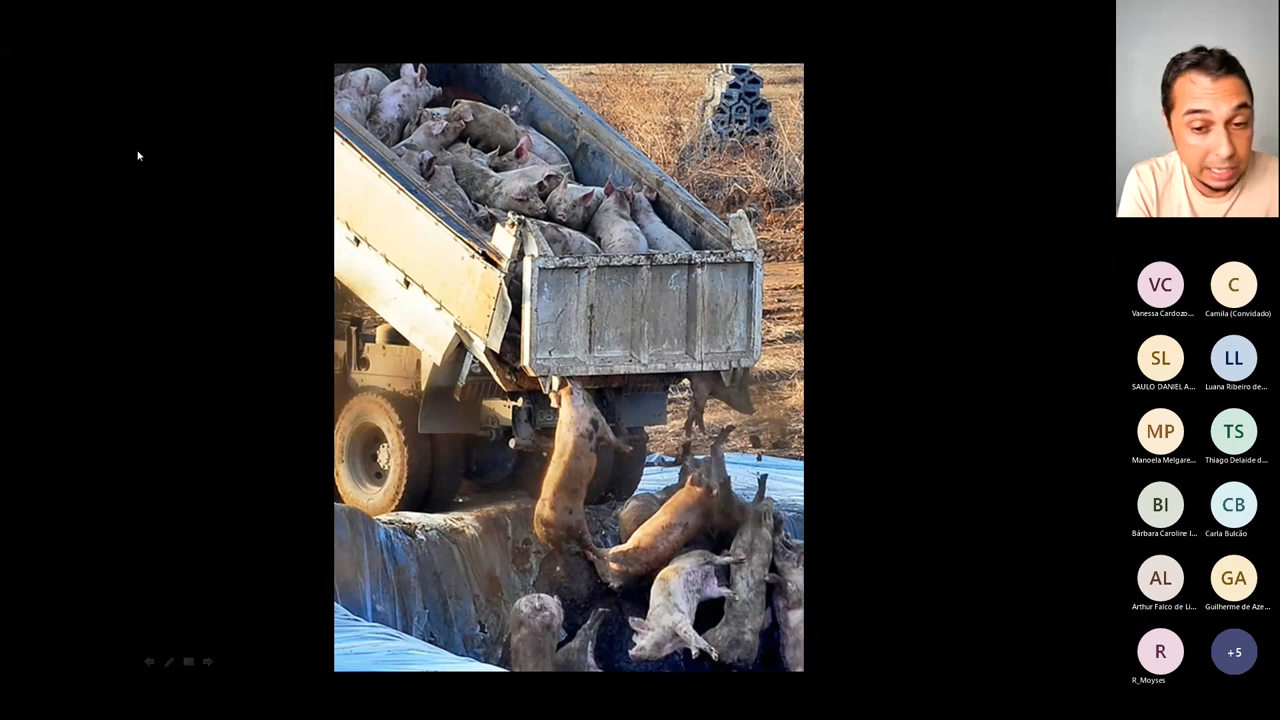 VC
C
Vanessa Cardozo...
Camila (Convidado)
SL
LL
SAULO DANIEL A...
Luana Ribeiro de...
MP
TS
Manoela Melgare...
Thiago Delaide d...
BI
CB
Bárbara Caroline I...
Carla Bulcão
AL
GA
Arthur Falco de Li...
Guilherme de Aze...
R
+5
R_Moyses